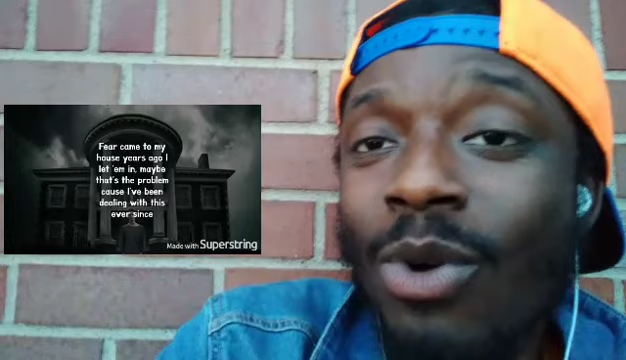 Fear came to my
house years ago I
let 'em in, maybe
that's the problem
cause I've been
dealing with this
ever since
Made with Superstring